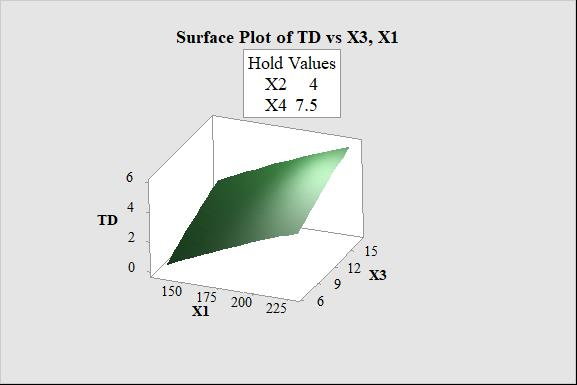 Surface Plot of TD vs X3, X1
Hold Values
X2 4
X4 7.5
6
4
TD
2
0
150 175 200 225
X1
6 9 12 15
X3